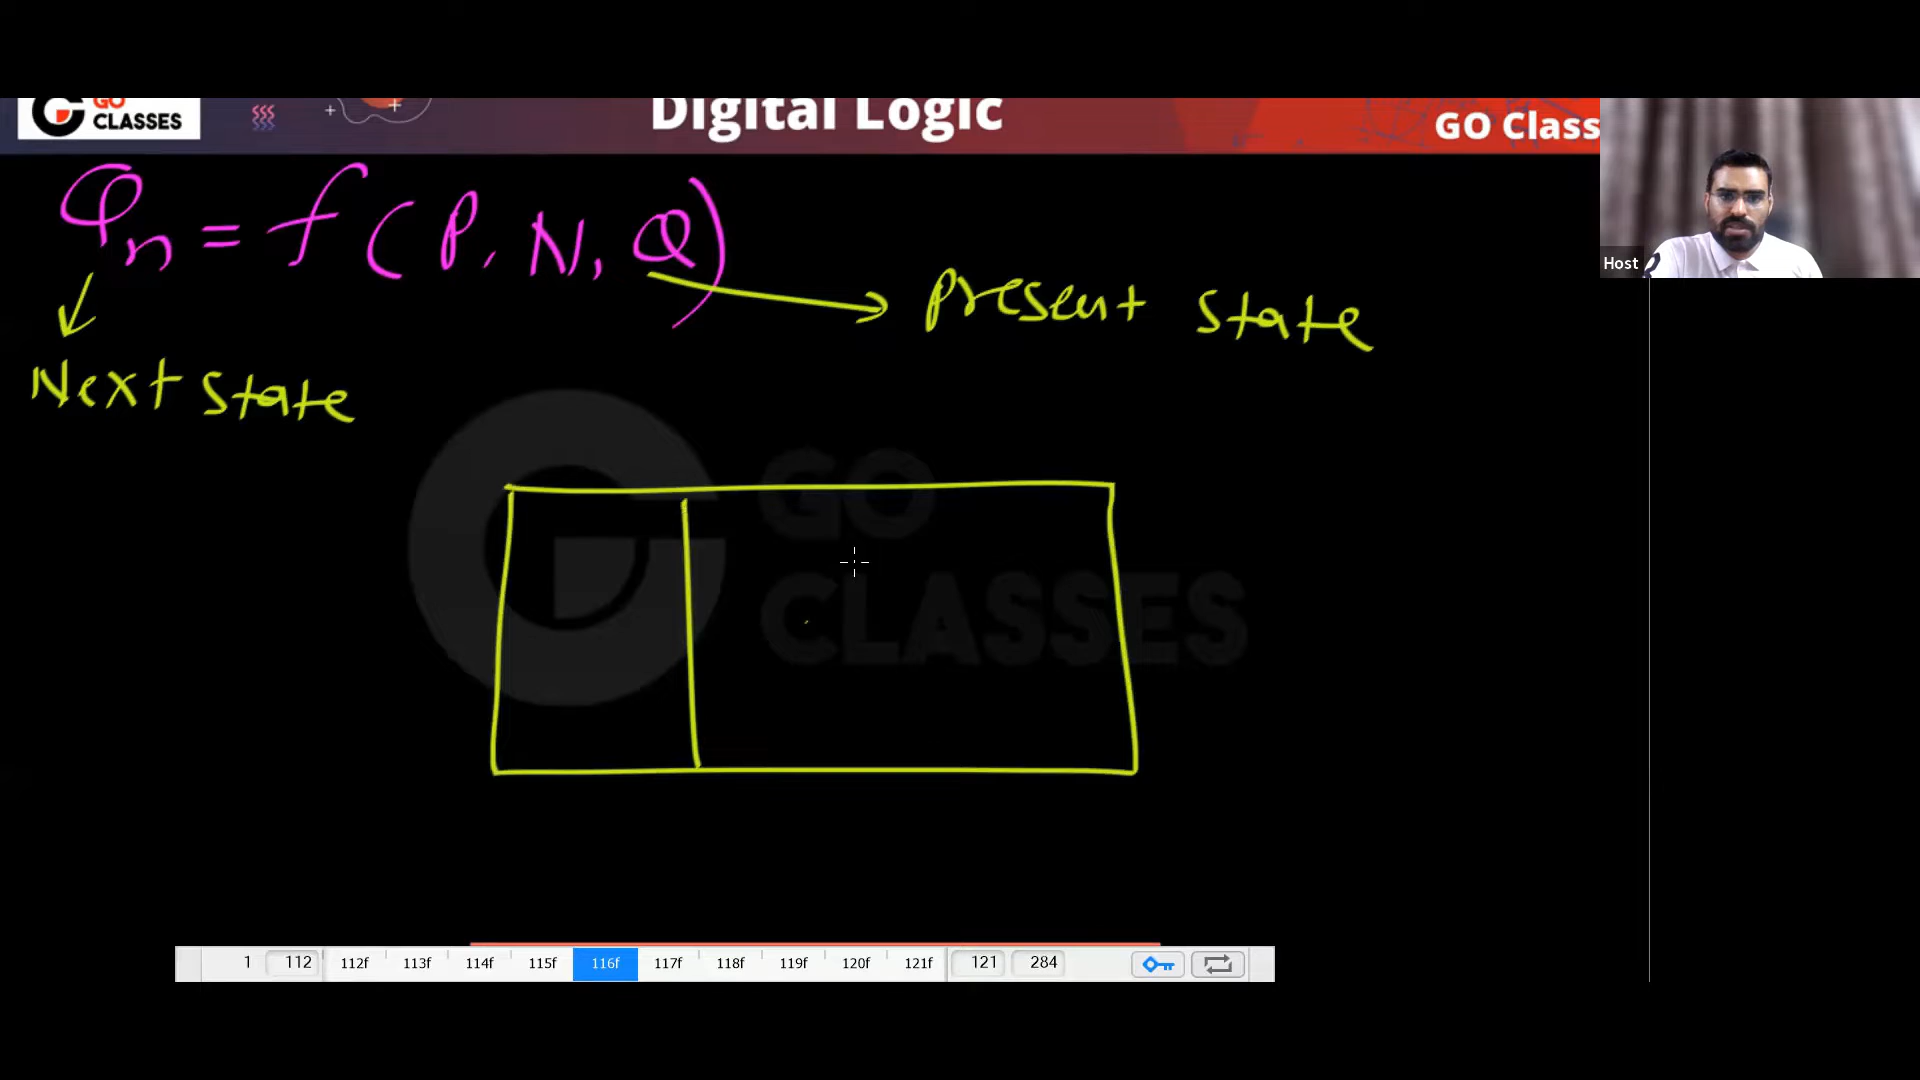 GO
CLASSES
Digital Logic
GO Class
Qn = f(P, N, Q)
Host
Present State
Next State
GO
CLASSES
1 112 112f 113f 114f 115f 116f 117f 118f 119f 120f 121f 121 284